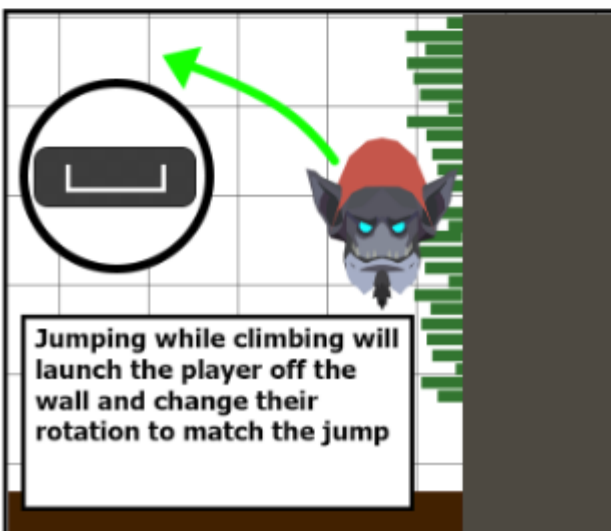 Jumping while climbing will
launch the player off the
wall and change their
rotation to match the jump